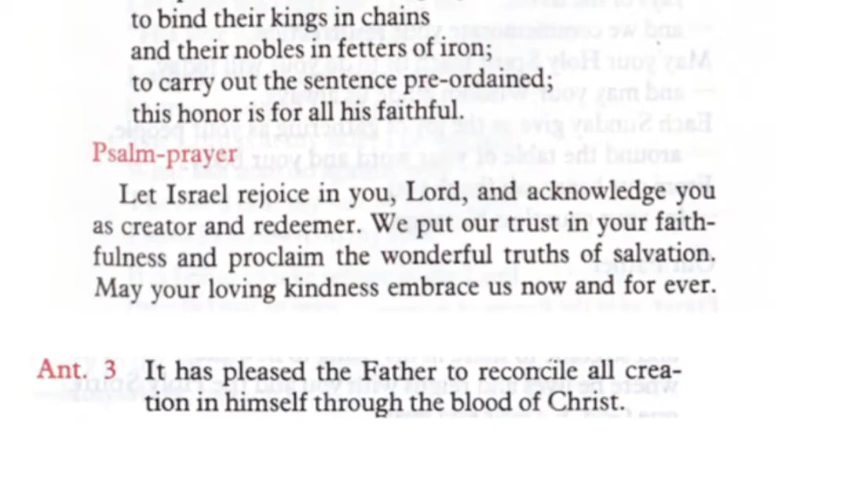 to bind their kings in chains
and their nobles in fetters of iron;
to carry out the sentence pre-ordained;
this honor is for all his faithful.
Psalm-prayer
Let Israel rejoice in you, Lord, and acknowledge you
as creator and redeemer. We put our trust in your faith-
fulness and proclaim the wonderful truths of salvation.
May your loving kindness embrace us now and for ever.
Ant. 3 It has pleased the Father to reconcile all crea-
tion in himself through the blood of Christ.